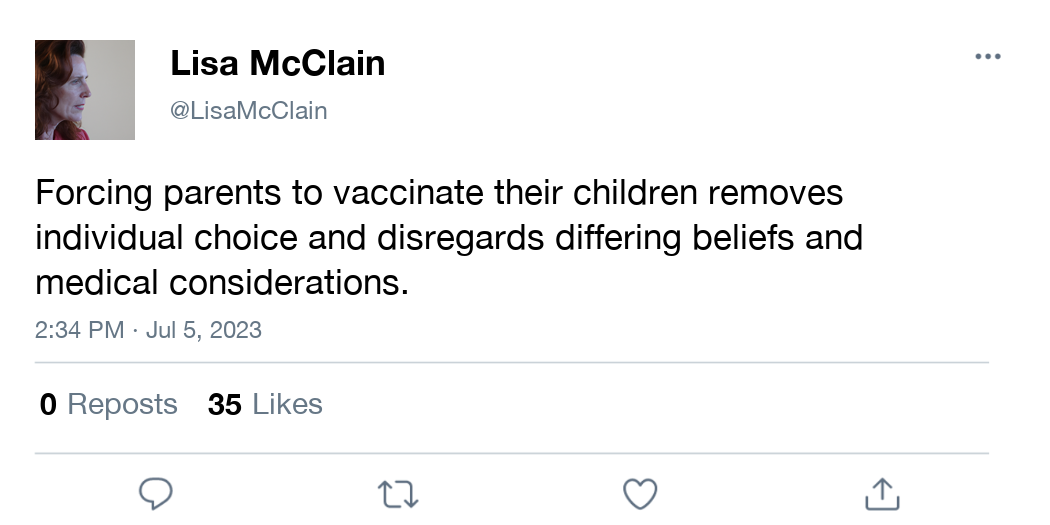 Lisa McClain
@LisaMcClain
Forcing parents to vaccinate their children removes
individual choice and disregards differing beliefs and
medical considerations.
2:34 PM · Jul 5, 2023
0 Reposts 35 Likes